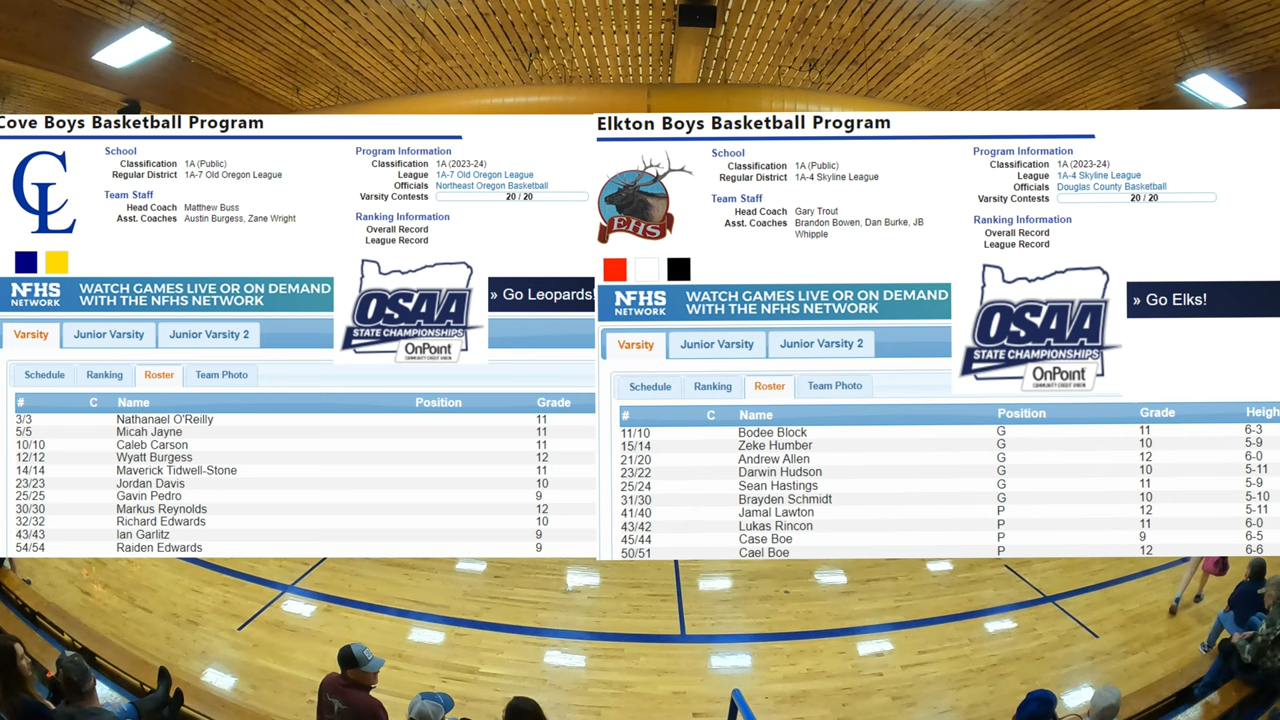 Cove Boys Basketball Program
CL
School
Classification 1A (Public)
Regular District 1A-7 Old Oregon League
Team Staff
Head Coach Matthew Buss
Asst. Coaches Austin Burgess, Zane Wright
Program Information
Classification 1A (2023-24)
League 1A-7 Old Oregon League
Officials Northeast Oregon Basketball
Varsity Contests 20 / 20
Ranking Information
Overall Record
League Record
NFHS NETWORK
WATCH GAMES LIVE OR ON DEMAND
WITH THE NFHS NETWORK
OSAA
STATE CHAMPIONSHIPS
OnPoint
COMMUNITY CREDIT UNION
» Go Leopards!
Varsity Junior Varsity Junior Varsity 2
Schedule Ranking Roster Team Photo
# C Name Position Grade
3/3 Nathanael O'Reilly 11
5/5 Micah Jayne 11
10/10 Caleb Carson 11
12/12 Wyatt Burgess 12
14/14 Maverick Tidwell-Stone 11
23/23 Jordan Davis 10
25/25 Gavin Pedro 9
30/30 Markus Reynolds 12
32/32 Richard Edwards 10
43/43 Ian Garlitz 9
54/54 Raiden Edwards 9
Elkton Boys Basketball Program
EHS
School
Classification 1A (Public)
Regular District 1A-4 Skyline League
Team Staff
Head Coach Gary Trout
Asst. Coaches Brandon Bowen, Dan Burke, JB
Whipple
Program Information
Classification 1A (2023-24)
League 1A-4 Skyline League
Officials Douglas County Basketball
Varsity Contests 20 / 20
Ranking Information
Overall Record
League Record
NFHS NETWORK
WATCH GAMES LIVE OR ON DEMAND
WITH THE NFHS NETWORK
OSAA
STATE CHAMPIONSHIPS
OnPoint
COMMUNITY CREDIT UNION
» Go Elks!
Varsity Junior Varsity Junior Varsity 2
Schedule Ranking Roster Team Photo
# C Name Position Grade Heigh
11/10 Bodee Block G 11 6-3
15/14 Zeke Humber G 10 5-9
21/20 Andrew Allen G 12 6-0
23/22 Darwin Hudson G 10 5-11
25/24 Sean Hastings G 11 5-9
31/30 Brayden Schmidt G 10 5-10
41/40 Jamal Lawton P 12 5-11
43/42 Lukas Rincon P 11 6-0
45/44 Case Boe P 9 6-5
50/51 Cael Boe P 12 6-6